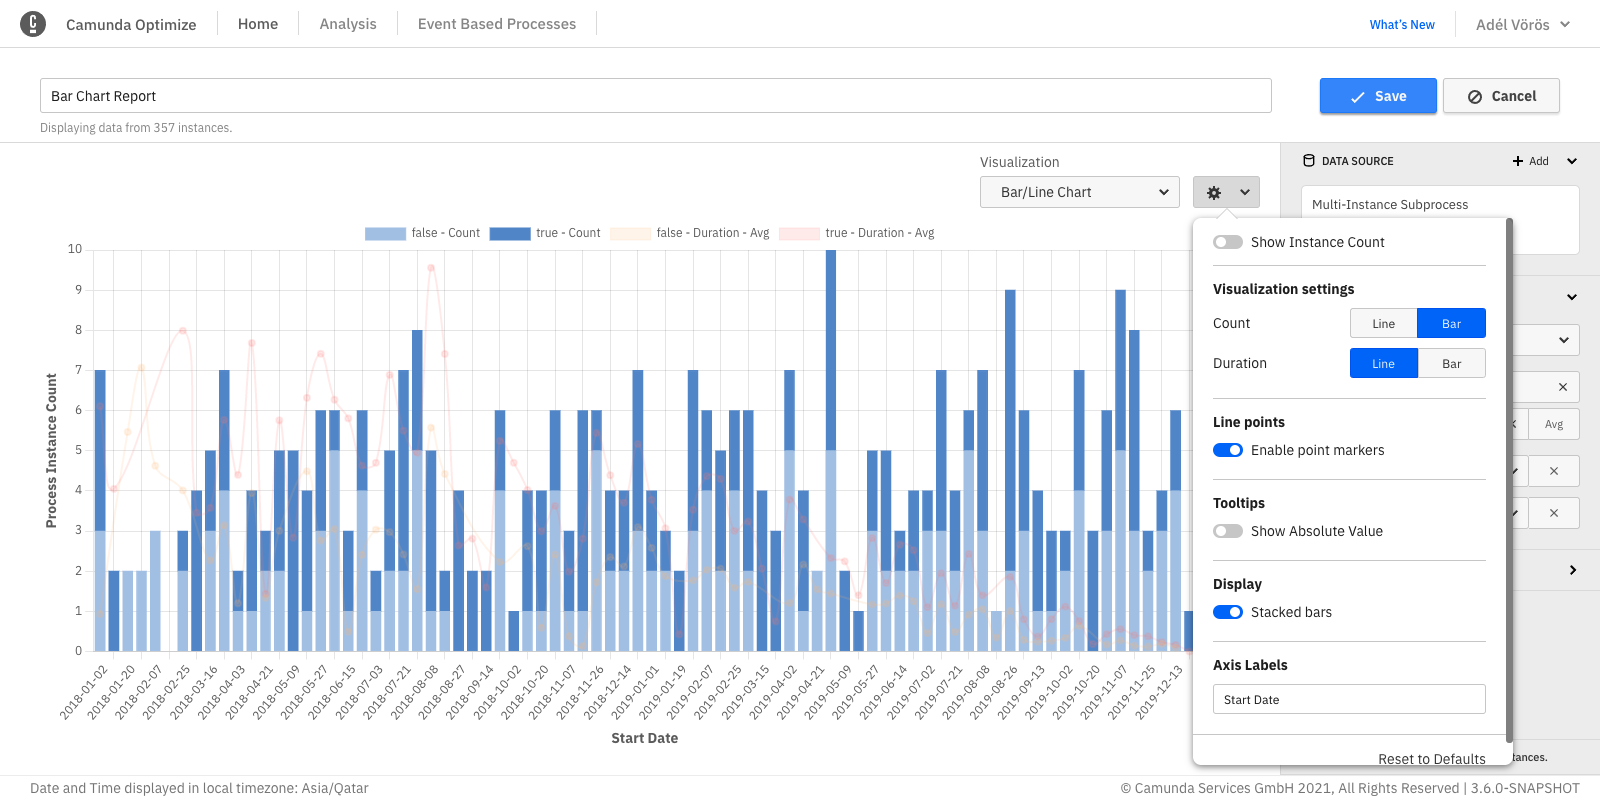 Camunda Optimize
Home
Analysis
Event Based Processes
What's New
Adél Vörös
Bar Chart Report
Save
Cancel
Displaying data from 357 instances.
Visualization
Bar/Line Chart
DATA SOURCE
Add
Multi-Instance Subprocess
false - Count
true - Count
false - Duration - Avg
true - Duration - Avg
Process Instance Count
10
9
8
7
6
5
4
3
2
1
0
2018-01-02
2018-01-20
2018-02-07
2018-02-25
2018-03-16
2018-04-03
2018-04-21
2018-05-09
2018-05-27
2018-06-15
2018-07-03
2018-07-21
2018-08-08
2018-08-27
2018-09-14
2018-10-02
2018-10-20
2018-11-07
2018-11-26
2018-12-14
2019-01-01
2019-01-19
2019-02-07
2019-02-25
2019-03-15
2019-04-02
2019-04-21
2019-05-09
2019-05-27
2019-06-14
2019-07-02
2019-07-21
2019-08-08
2019-08-26
2019-09-13
2019-10-02
2019-10-20
2019-11-07
2019-11-25
2019-12-13
Start Date
Show Instance Count
Visualization settings
Count
Line
Bar
Duration
Line
Bar
Line points
Enable point markers
Tooltips
Show Absolute Value
Display
Stacked bars
Axis Labels
Start Date
Reset to Defaults
Avg
tances.
Date and Time displayed in local timezone: Asia/Qatar
© Camunda Services GmbH 2021, All Rights Reserved | 3.6.0-SNAPSHOT